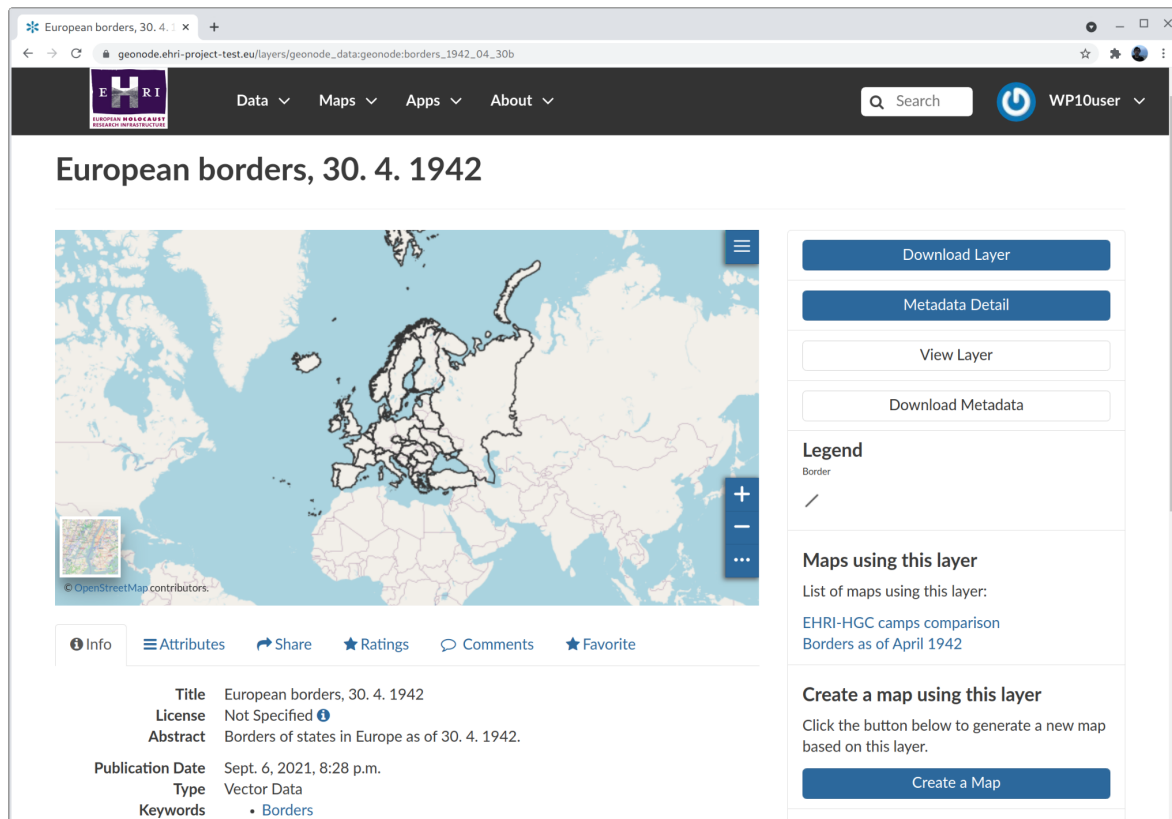 European borders, 30. 4. 1
geonode.ehri-project-test.eu/layers/geonode_data:geonode:borders_1942_04_30b
E H RI
EUROPEAN HOLOCAUST
RESEARCH INFRASTRUCTURE
Data Maps Apps About Search WP10user
European borders, 30. 4. 1942
© OpenStreetMap contributors.
Download Layer
Metadata Detail
View Layer
Download Metadata
Legend
Border
Maps using this layer
List of maps using this layer:
EHRI-HGC camps comparison
Borders as of April 1942
Create a map using this layer
Click the button below to generate a new map
based on this layer.
Create a Map
Info Attributes Share Ratings Comments Favorite
Title European borders, 30. 4. 1942
License Not Specified
Abstract Borders of states in Europe as of 30. 4. 1942.
Publication Date Sept. 6, 2021, 8:28 p.m.
Type Vector Data
Keywords • Borders